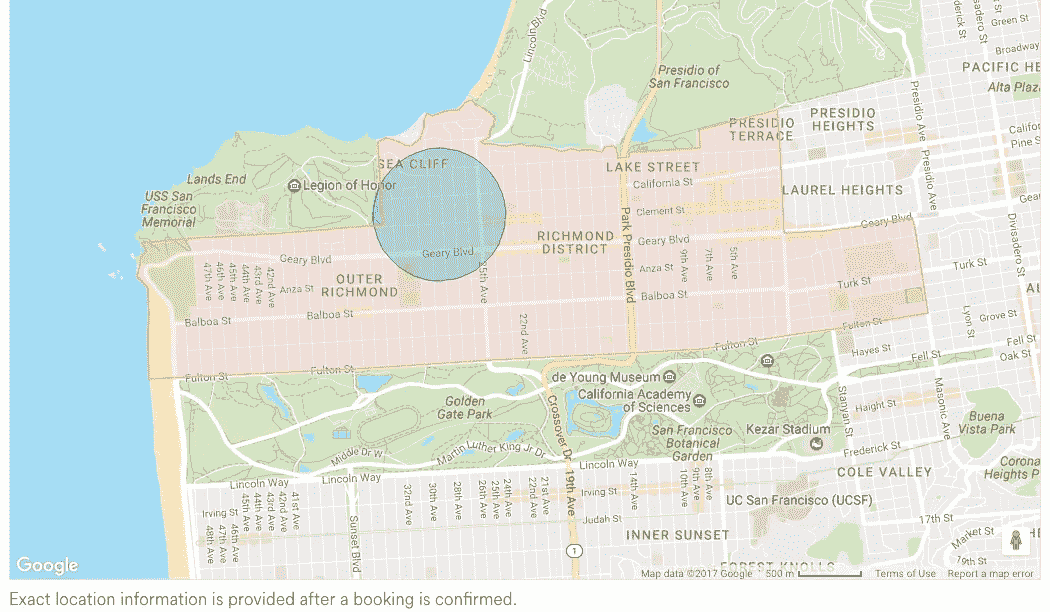 Lincoln Blvd
Green St
Broadway
Presidio of
San Francisco
PACIFIC HE
Alta Plaz
PRESIDIO
TERRACE
PRESIDIO
HEIGHTS
Presidio Ave
Presidio Ave
Califor
Pine S
SEA CLIFF
LAKE STREET
Lands End
Legion of Honor
California St
LAUREL HEIGHTS
USS San
Francisco
Memorial
Clement St
Park Presidio Blvd
Geary Blvd
Gear
Divisadero St
RICHMOND
DISTRICT
Geary Blvd
Geary Blvd
Geary Blvd
47th Ave
46th Ave
45th Ave
44th Ave
43rd Ave
42nd Ave
25th Ave
9th Ave
7th Ave
5th Ave
Anza St
Turk St
OUTER
RICHMOND
Anza St
Turk St
Balboa St
Balboa St
Balboa St
22nd Ave
Lyon St
Grove St
Fulton St
Fulton St
Fulton St
Fulton St
Hayes St
Fell St
Fell St
Oak St
de Young Museum
California Academy
of Sciences
Golden
Gate Park
Crossover Dr
Stanyan St
Masonic Ave
Haight St
Buena
Vista Park
San Francisco
Botanical
Garden
Kezar Stadium
Middle Dr W
Martin Luther King Jr Dr
Frederick St
Lincoln Way
Lincoln Way
Lincoln Way
COLE VALLEY
Corona
Heights P
19th Ave
Irving St
Irving St
45th Ave
44th Ave
43rd Ave
42nd Ave
41st Ave
32nd Ave
30th Ave
28th Ave
26th Ave
25th Ave
24th Ave
22nd Ave
21st Ave
14th Ave
10th Ave
9th Ave
8th Ave
UC San Francisco (UCSF)
48th Ave
47th Ave
46th Ave
Sunset Blvd
Judah St
17th St
INNER SUNSET
Market St
1
19th St
FOREST KNOLLS
Google
Map data ©2017 Google
500 m
Terms of Use
Report a map error
Exact location information is provided after a booking is confirmed.